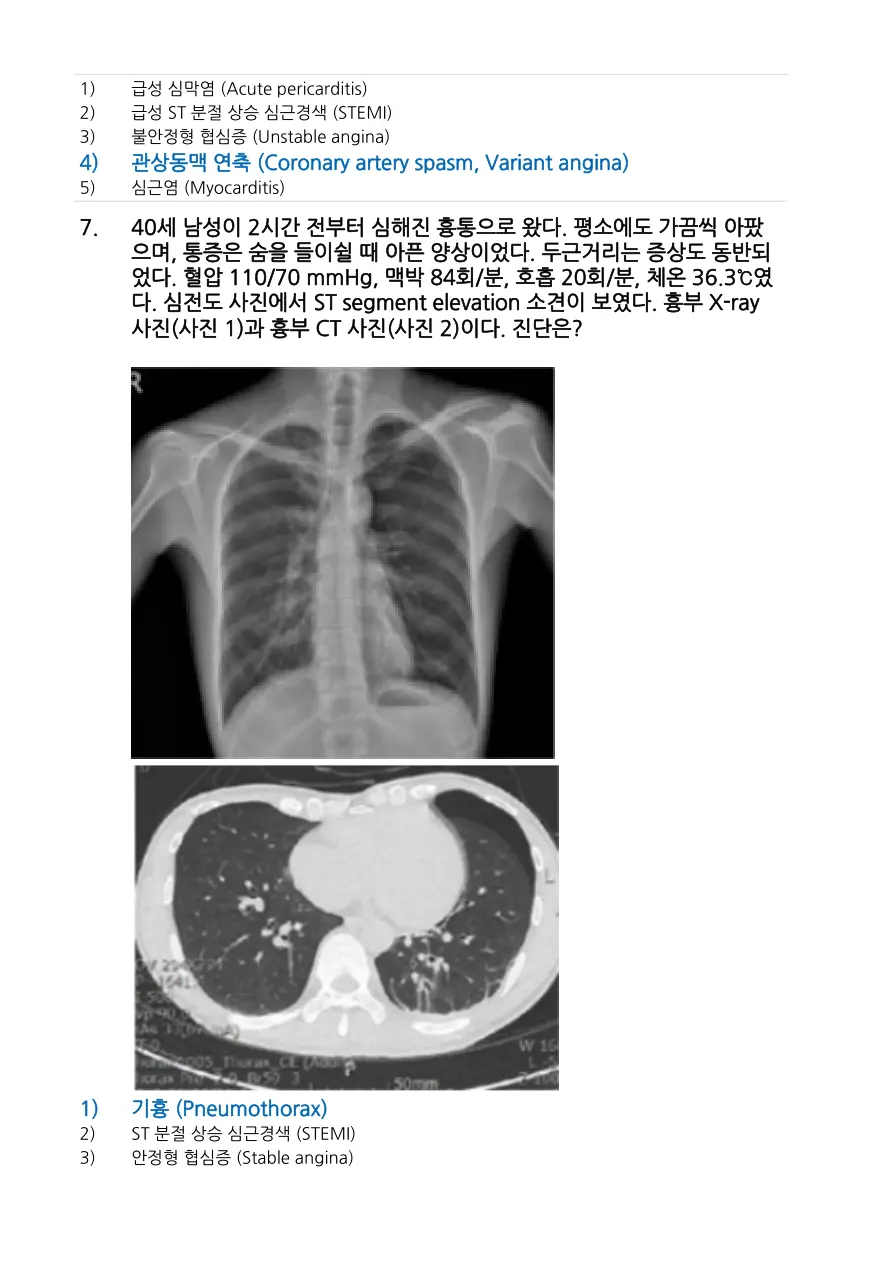 1) 급성 심막염 (Acute pericarditis)
2) 급성 ST 분절 상승 심근경색 (STEMI)
3) 불안정형 협심증 (Unstable angina)
4) 관상동맥 연축 (Coronary artery spasm, Variant angina)
5) 심근염 (Myocarditis)
7. 40세 남성이 2시간 전부터 심해진 흉통으로 왔다. 평소에도 가끔씩 아팠
으며, 통증은 숨을 들이쉴 때 아픈 양상이었다. 두근거리는 증상도 동반되
었다. 혈압 110/70 mmHg, 맥박 84회/분, 호흡 20회/분, 체온 36.3℃였
다. 심전도 사진에서 ST segment elevation 소견이 보였다. 흉부 X-ray
사진(사진 1)과 흉부 CT 사진(사진 2)이다. 진단은?
R
L
W
50mm
1) 기흉 (Pneumothorax)
2) ST 분절 상승 심근경색 (STEMI)
3) 안정형 협심증 (Stable angina)